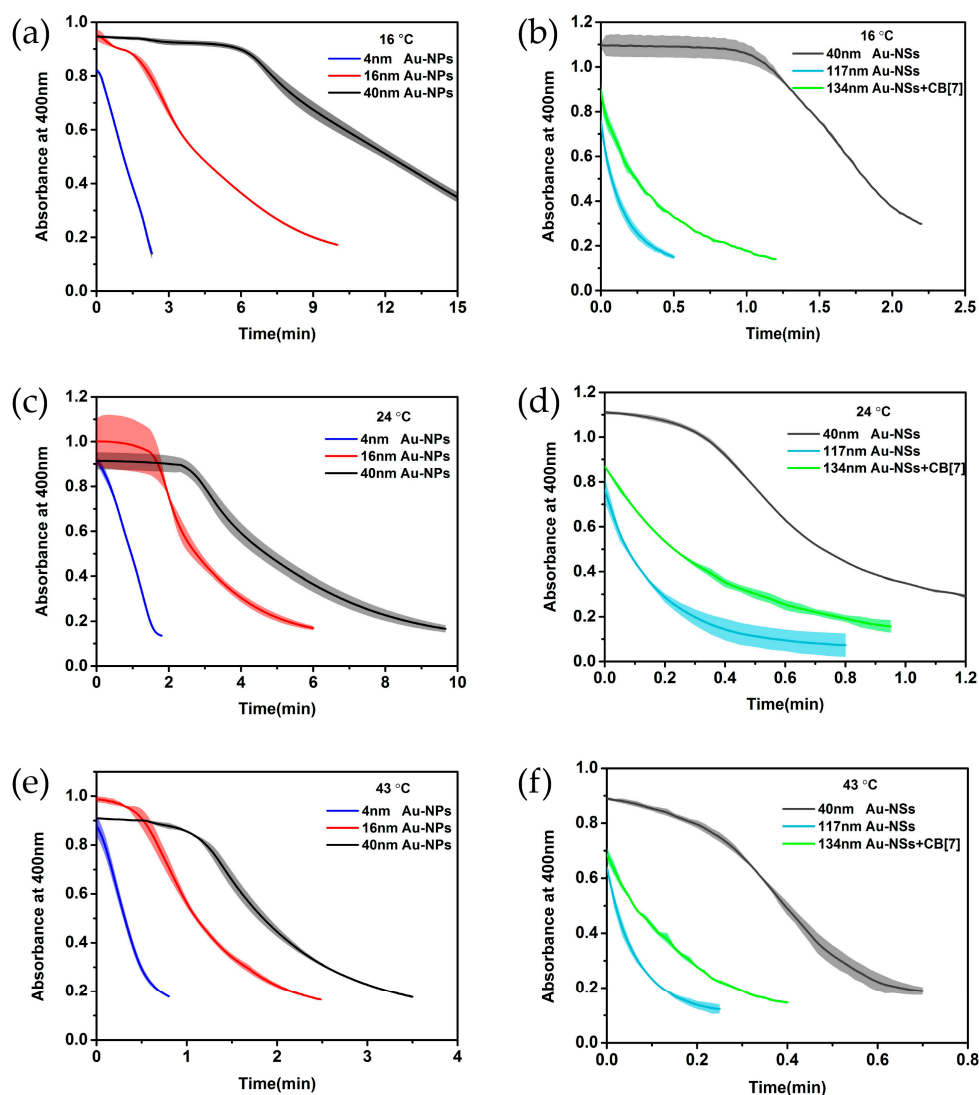 (a)
16 °C
4nm Au-NPs
16nm Au-NPs
40nm Au-NPs
Absorbance at 400nm
1.0
0.8
0.6
0.4
0.2
0.0
0 3 6 9 12 15
Time(min)
(b)
16 °C
40nm Au-NSs
117nm Au-NSs
134nm Au-NSs+CB[7]
Absorbance at 400nm
1.2
1.0
0.8
0.6
0.4
0.2
0.0
0.0 0.5 1.0 1.5 2.0 2.5
Time(min)
(c)
24 °C
4nm Au-NPs
16nm Au-NPs
40nm Au-NPs
Absorbance at 400nm
1.2
1.0
0.8
0.6
0.4
0.2
0.0
0 2 4 6 8 10
Time(min)
(d)
24 °C
40nm Au-NSs
117nm Au-NSs
134nm Au-NSs+CB[7]
Absorbance at 400nm
1.2
1.0
0.8
0.6
0.4
0.2
0.0
0.0 0.2 0.4 0.6 0.8 1.0 1.2
Time(min)
(e)
43 °C
4nm Au-NPs
16nm Au-NPs
40nm Au-NPs
Absorbance at 400nm
1.0
0.8
0.6
0.4
0.2
0.0
0 1 2 3 4
Time(min)
(f)
43 °C
40nm Au-NSs
117nm Au-NSs
134nm Au-NSs+CB[7]
Absorbance at 400nm
1.0
0.8
0.6
0.4
0.2
0.0
0.0 0.2 0.4 0.6 0.8
Time(min)